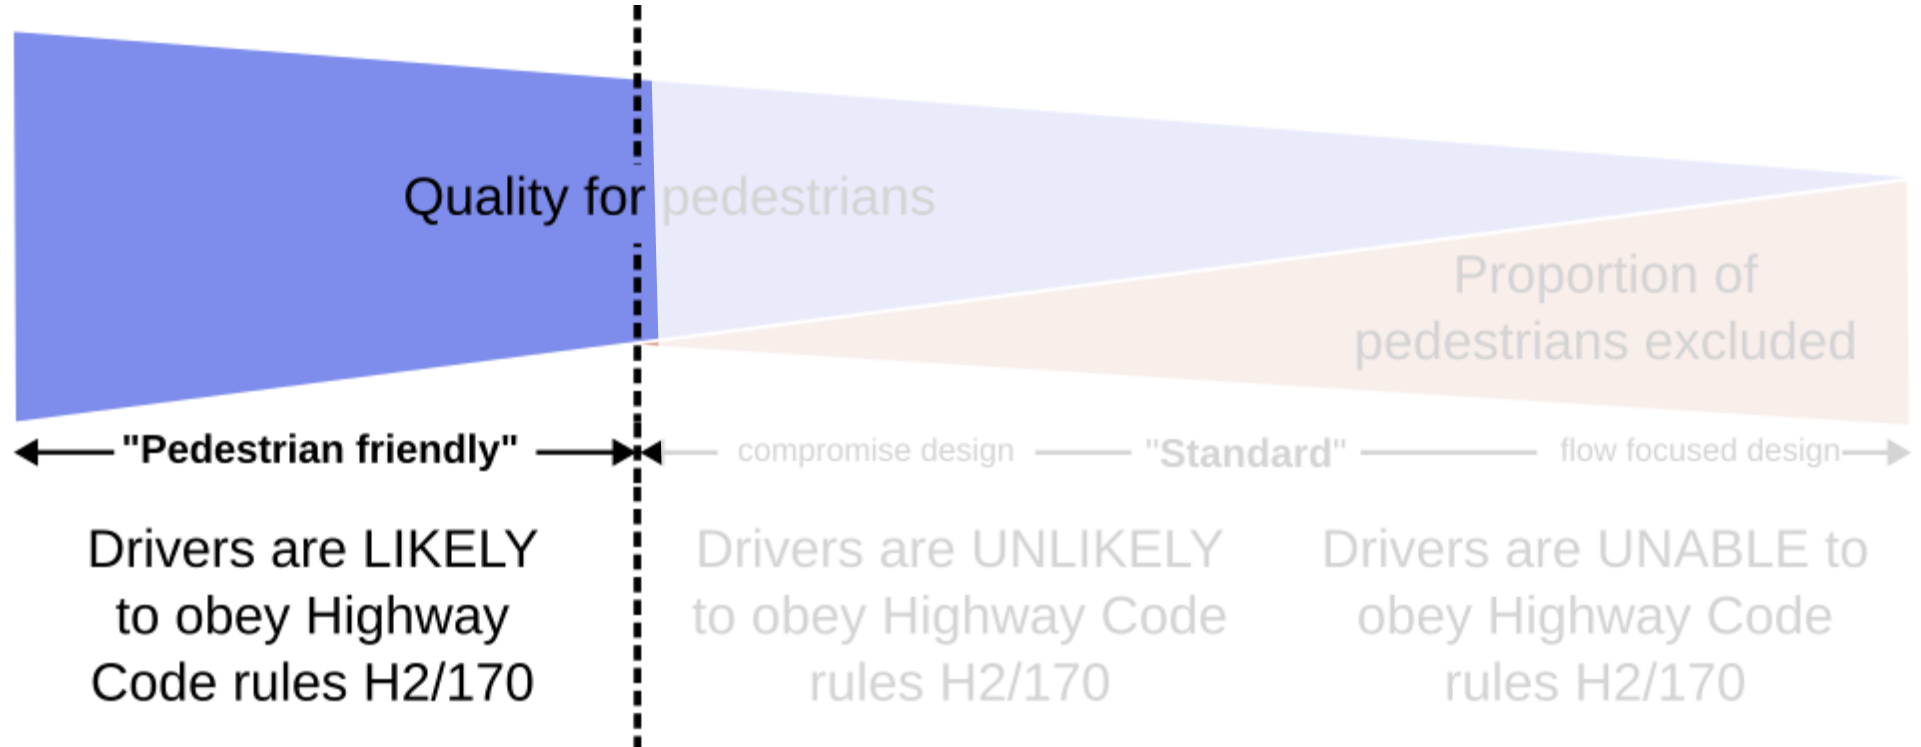 Quality for pedestrians
Proportion of
pedestrians excluded
"Pedestrian friendly"
compromise design
"Standard"
flow focused design
Drivers are LIKELY
to obey Highway
Code rules H2/170
Drivers are UNLIKELY
to obey Highway Code
rules H2/170
Drivers are UNABLE to
obey Highway Code
rules H2/170